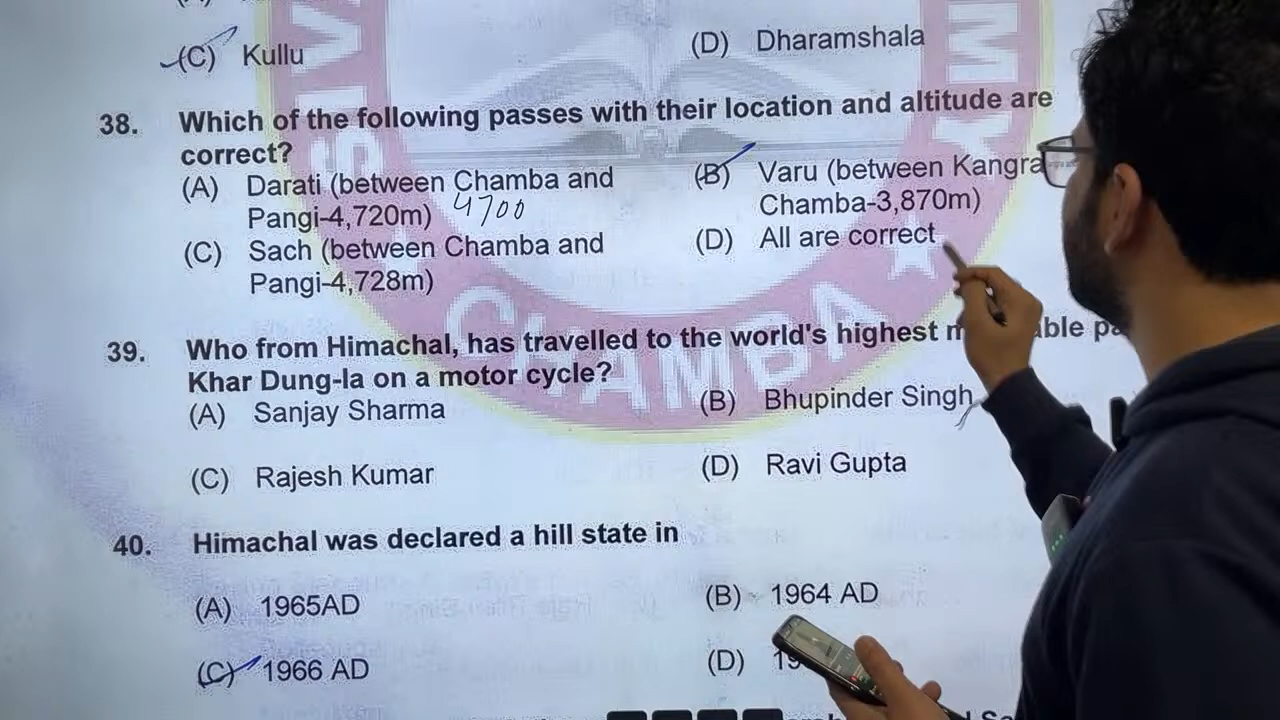 (C) Kullu
(D) Dharamshala
38. Which of the following passes with their location and altitude are
correct?
(A) Darati (between Chamba and
Pangi-4,720m) 4700
(B) Varu (between Kangra
Chamba-3,870m)
(C) Sach (between Chamba and
Pangi-4,728m)
(D) All are correct
39. Who from Himachal, has travelled to the world's highest
Khar Dung-la on a motor cycle?
(A) Sanjay Sharma
(B) Bhupinder Singh
(C) Rajesh Kumar
(D) Ravi Gupta
40. Himachal was declared a hill state in
(A) 1965AD
(B) 1964 AD
(C) 1966 AD
(D) 19
CHAMBA